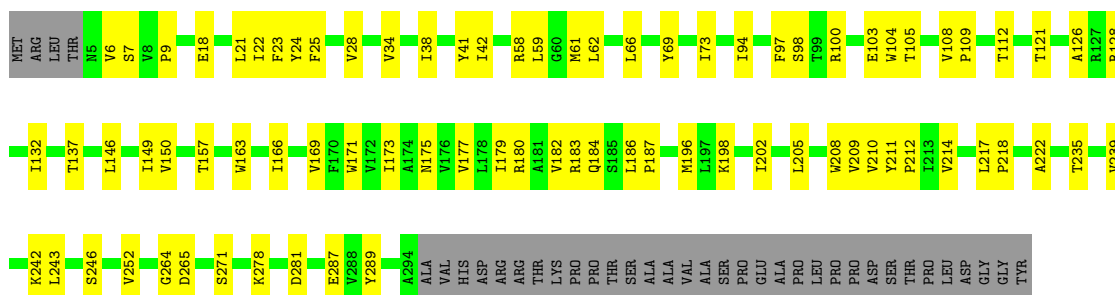 MET ARG LEU THR N5 V6 S7 V8 P9 E18 L21 I22 F23 Y24 F25 V28 V34 I38 Y41 I42 R58 L59 G60 M61 L62 L66 Y69 I73 I94 F97 S98 T99 R100 E103 W104 T105 V108 P109 T112 T121 A126 R127
I132 T137 L146 I149 V150 T157 W163 I166 V169 F170 W171 V172 I173 A174 N175 V176 V177 L178 I179 R180 A181 V182 R183 Q184 S185 L186 P187 M196 L197 K198 I202 L205 W208 V209 V210 Y211 P212 I213 V214 L217 P218 A222 T235
K242 L243 S246 V252 G264 D265 S271 K278 D281 E287 V288 Y289 A294 ALA VAL HIS ASP ARG ARG THR LYS PRO PRO THR SER ALA ALA VAL ALA SER PRO GLU ALA PRO LEU PRO PRO ASP SER THR PRO LEU ASP GLY GLY TYR